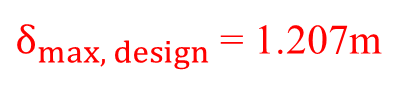 δmax, design = 1.207m